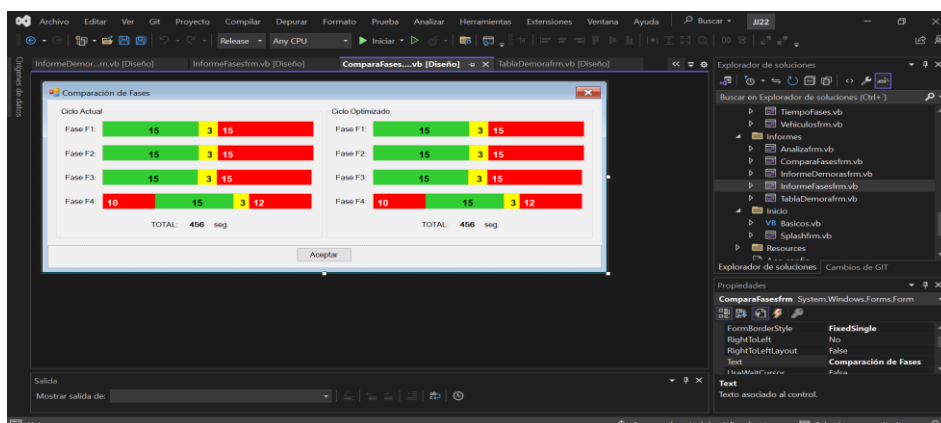 Archivo Editar Ver Git Proyecto Compilar Depurar Formato Prueba Analizar Herramientas Extensiones Ventana Ayuda Buscar JJ22
Release Any CPU Iniciar
Orígenes de datos
InformeDemor...m.vb [Diseño] InformeFasesfrm.vb [Diseño] ComparaFases....vb [Diseño] TablaDemorafrm.vb [Diseño]
Comparación de Fases
Ciclo Actual
Fase F1: 15 3 15
Fase F2: 15 3 15
Fase F3: 15 3 15
Fase F4: 10 15 3 12
TOTAL: 456 seg.
Ciclo Optimizado
Fase F1: 15 3 15
Fase F2: 15 3 15
Fase F3: 15 3 15
Fase F4: 10 15 3 12
TOTAL: 456 seg.
Aceptar
Explorador de soluciones
Buscar en Explorador de soluciones (Ctrl+¨)
TiempoFases.vb
Vehiculosfrm.vb
Informes
Analizafrm.vb
ComparaFasesfrm.vb
InformeDemorasfrm.vb
InformeFasesfrm.vb
TablaDemorafrm.vb
Inicio
VB Basicos.vb
Splashfrm.vb
Resources
App.config
Explorador de soluciones Cambios de GIT
Propiedades
ComparaFasesfrm System.Windows.Forms.Form
FormBorderStyle FixedSingle
RightToLeft No
RightToLeftLayout False
Text Comparación de Fases
UseWaitCursor False
Text
Texto asociado al control.
Salida
Mostrar salida de: